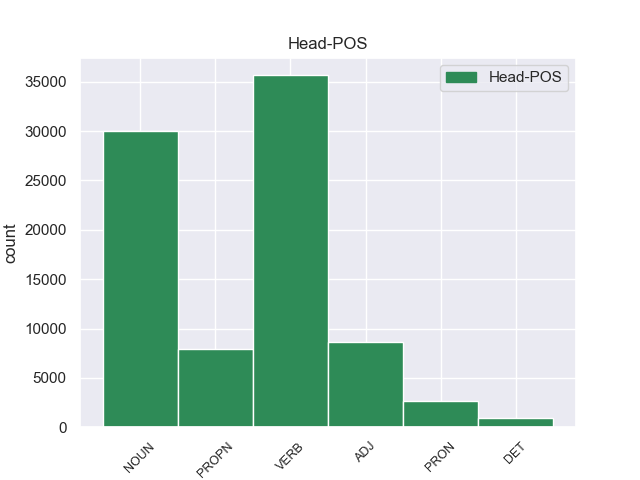 Head-POS
Head-POS
35000
30000
25000
20000
15000
10000
5000
0
count
NOUN
PROPN
VERB
ADJ
PRON
DET